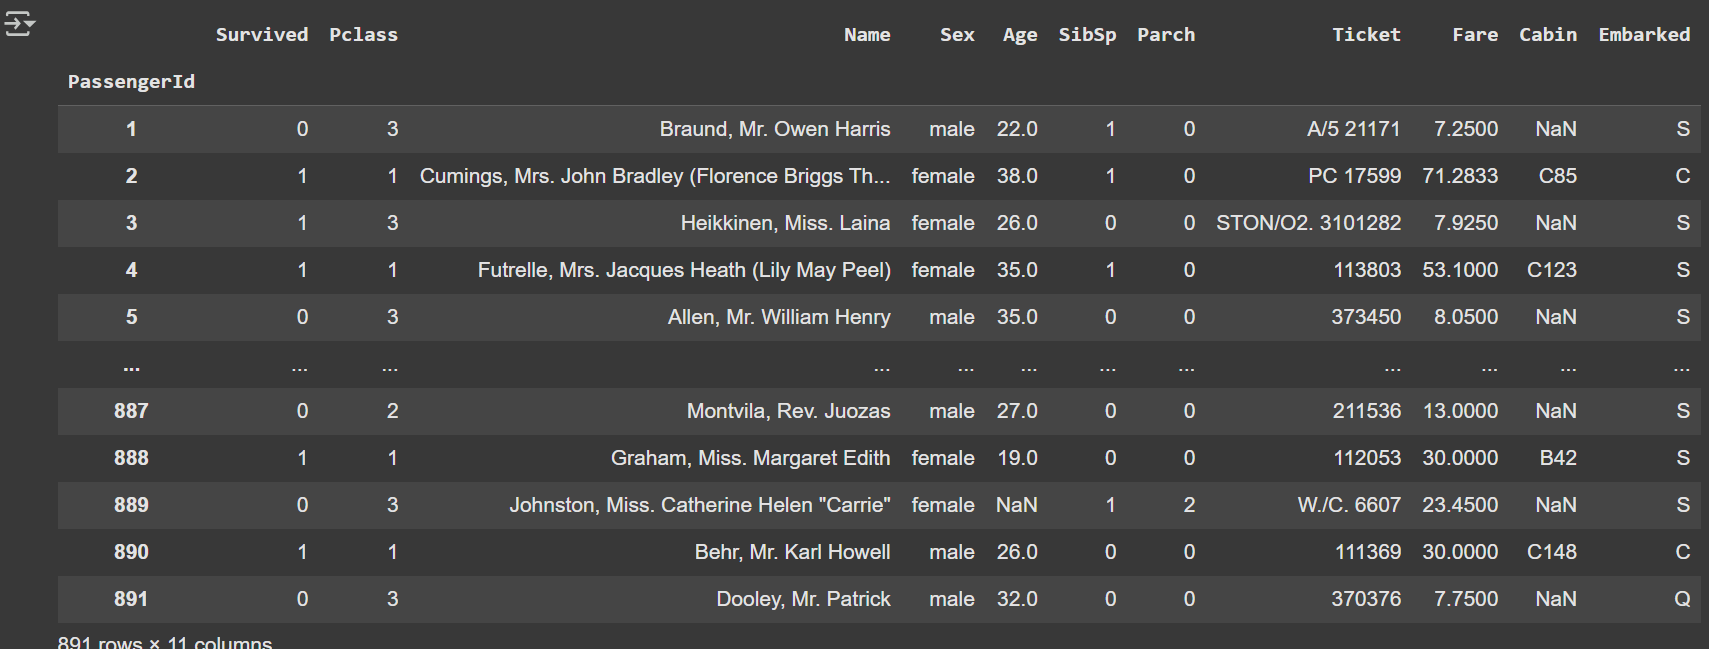 Survived Pclass Name Sex Age SibSp Parch Ticket Fare Cabin Embarked
PassengerId
1 0 3 Braund, Mr. Owen Harris male 22.0 1 0 A/5 21171 7.2500 NaN S
2 1 1 Cumings, Mrs. John Bradley (Florence Briggs Th... female 38.0 1 0 PC 17599 71.2833 C85 C
3 1 3 Heikkinen, Miss. Laina female 26.0 0 0 STON/O2. 3101282 7.9250 NaN S
4 1 1 Futrelle, Mrs. Jacques Heath (Lily May Peel) female 35.0 1 0 113803 53.1000 C123 S
5 0 3 Allen, Mr. William Henry male 35.0 0 0 373450 8.0500 NaN S
... ... ... ... ... ... ... ... ... ... ... ...
887 0 2 Montvila, Rev. Juozas male 27.0 0 0 211536 13.0000 NaN S
888 1 1 Graham, Miss. Margaret Edith female 19.0 0 0 112053 30.0000 B42 S
889 0 3 Johnston, Miss. Catherine Helen "Carrie" female NaN 1 2 W./C. 6607 23.4500 NaN S
890 1 1 Behr, Mr. Karl Howell male 26.0 0 0 111369 30.0000 C148 C
891 0 3 Dooley, Mr. Patrick male 32.0 0 0 370376 7.7500 NaN Q
891 rows × 11 columns